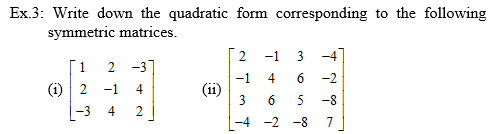 Ex.3: Write down the quadratic form corresponding to the following
symmetric matrices.
(i) [1 2 -3
2 -1 4
-3 4 2]
(ii) [2 -1 3 -4
-1 4 6 -2
3 6 5 -8
-4 -2 -8 7]